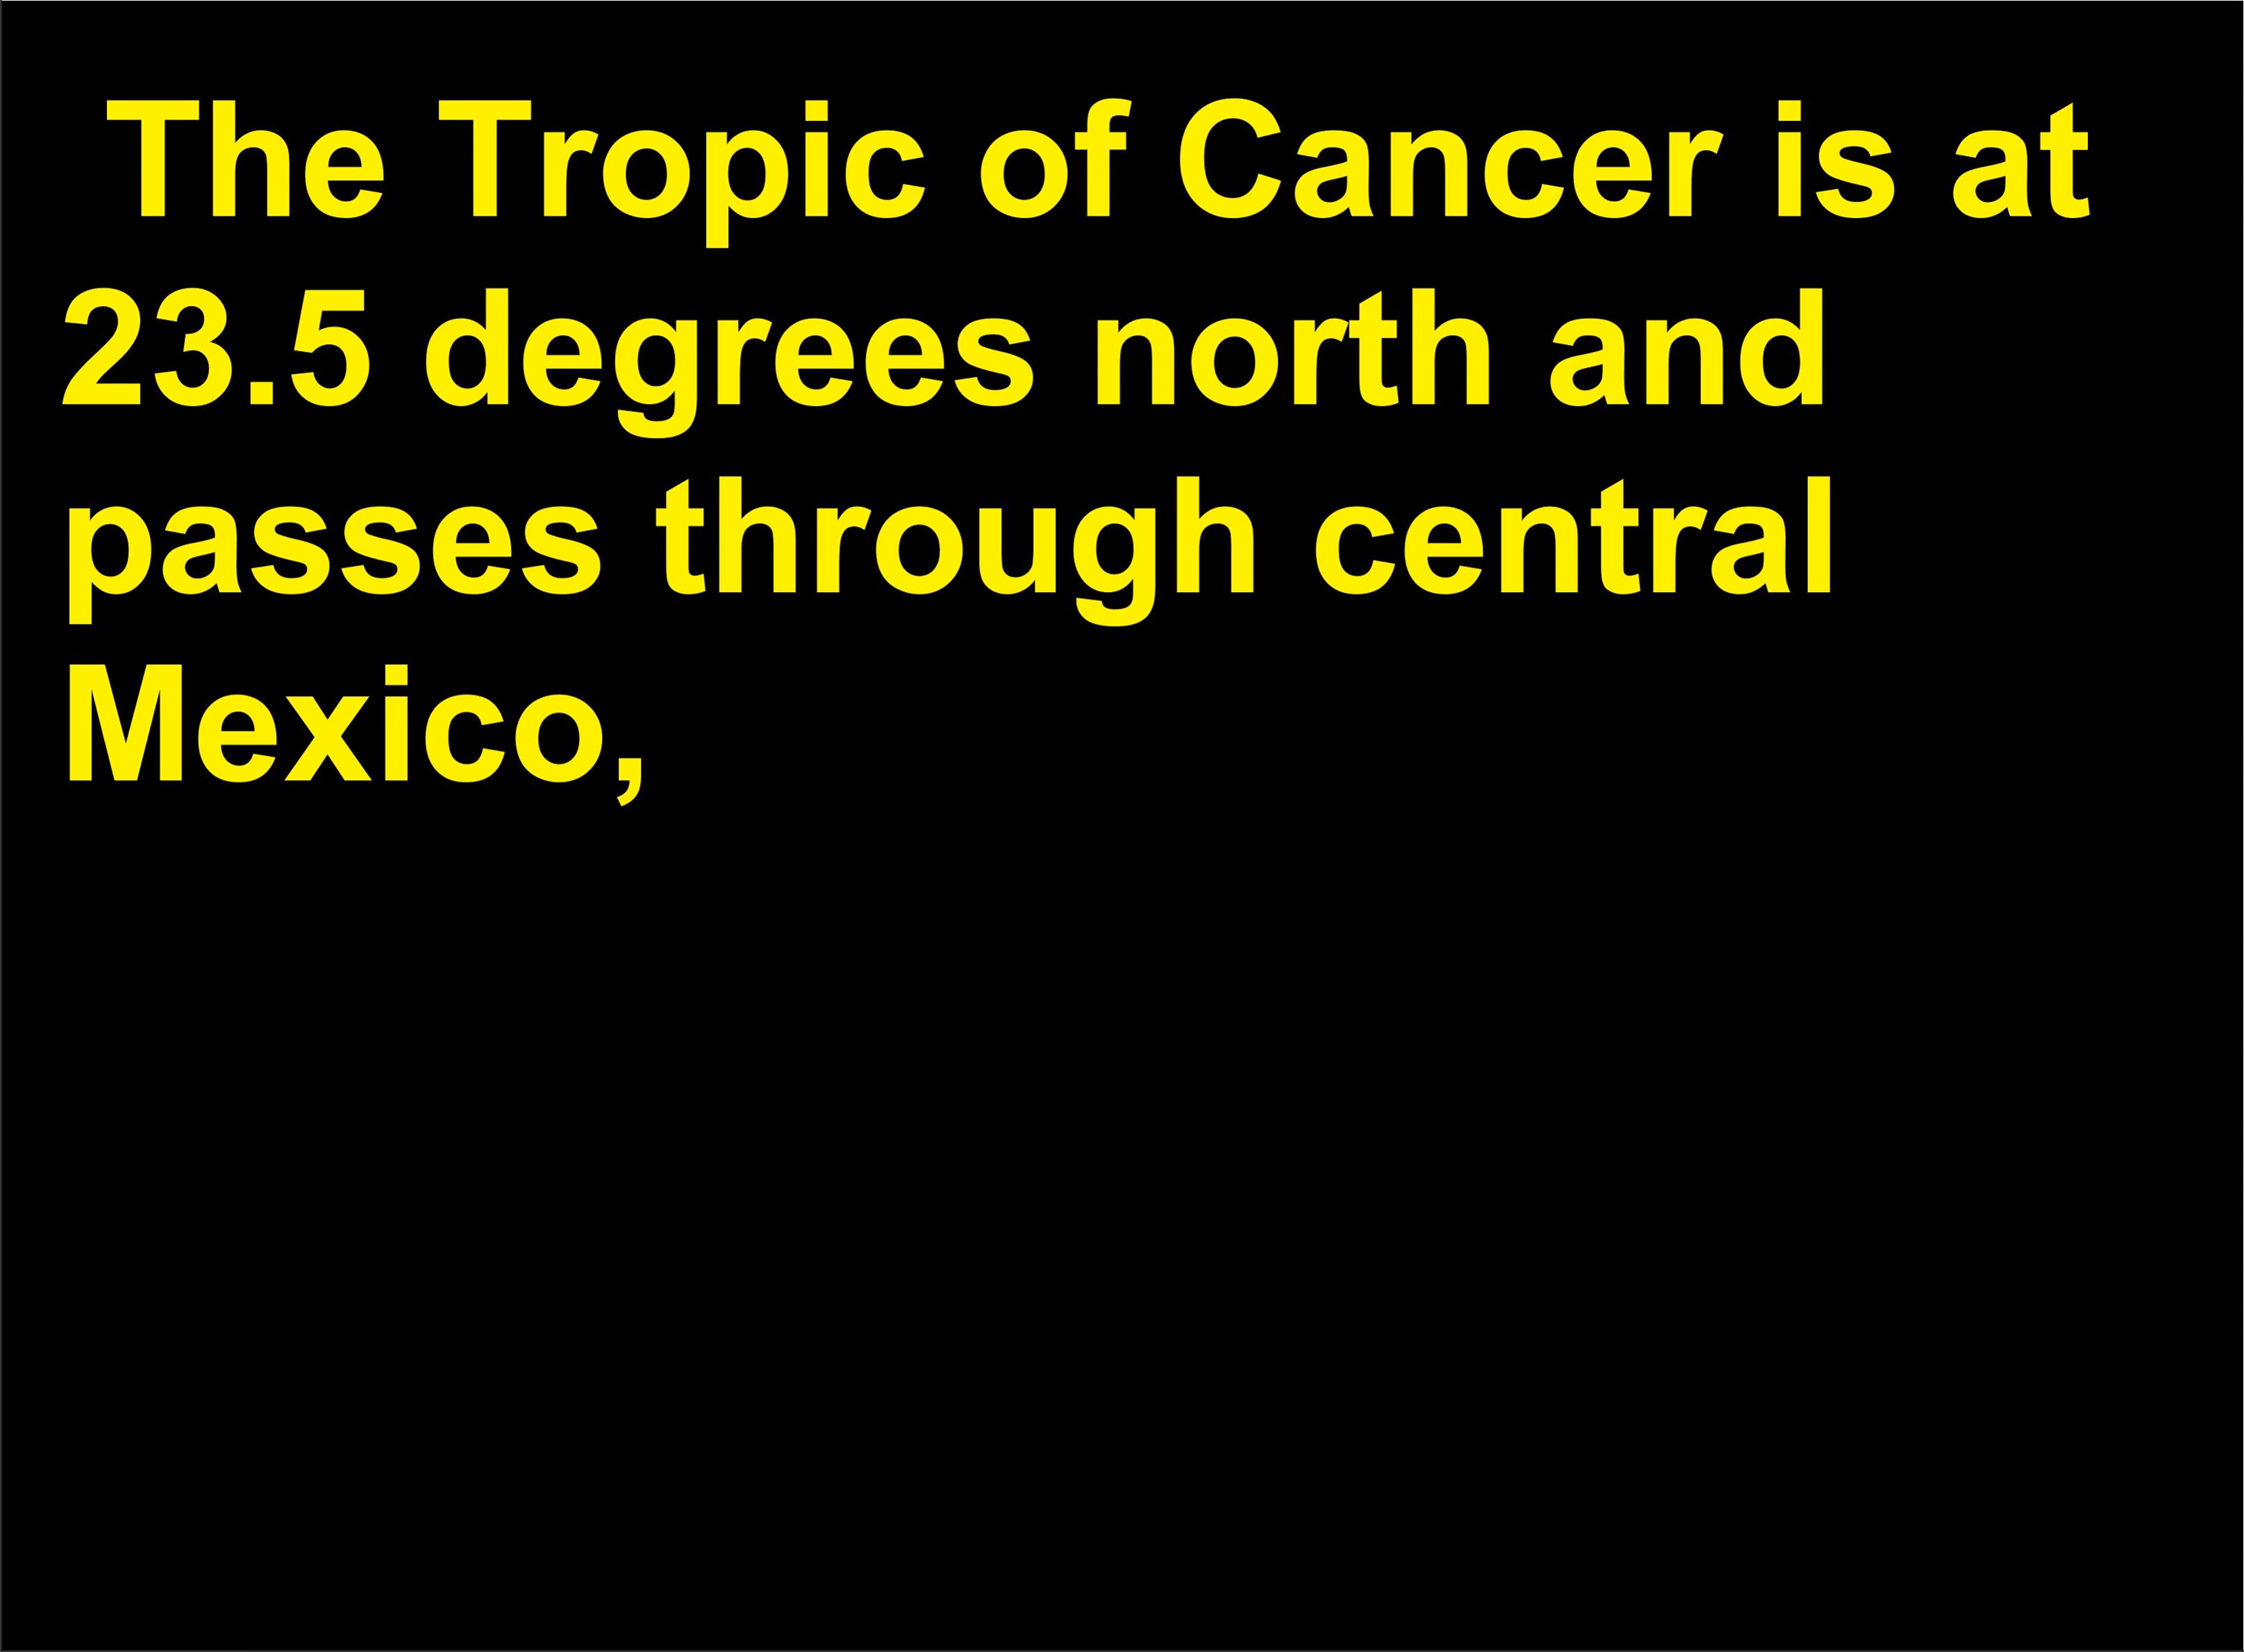 The Tropic of Cancer is at
23.5 degrees north and
passes through central
Mexico,